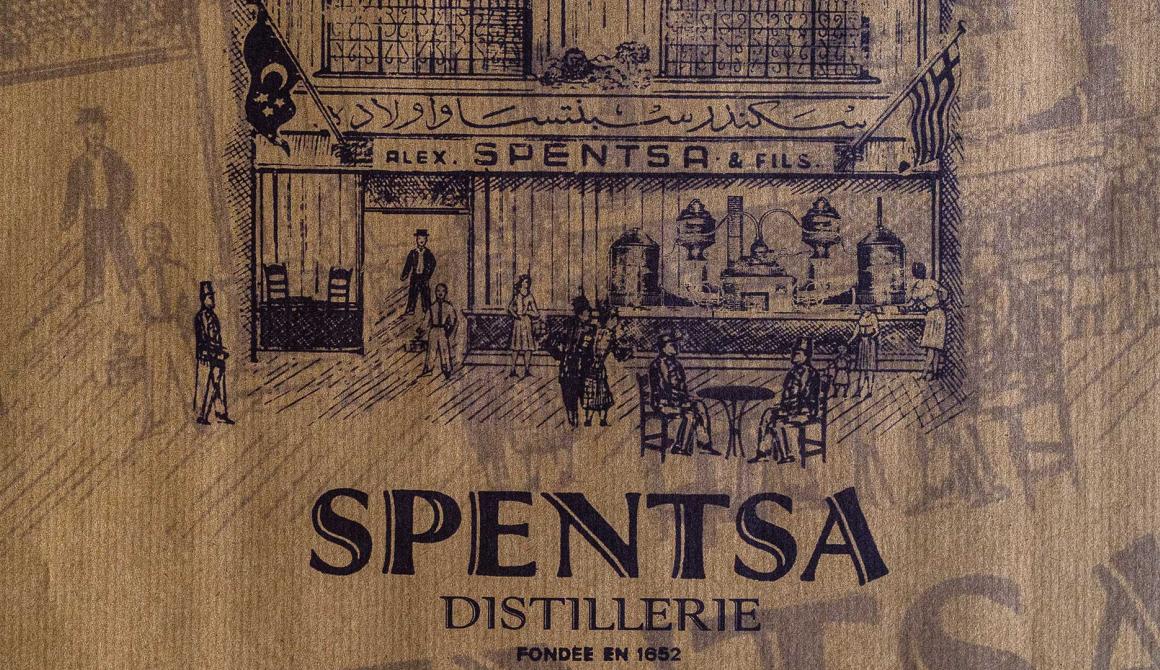 سكندر سبنتسا واولاده
ALEX. SPENTSA & FILS.
SPENTSA
DISTILLERIE
FONDÉE EN 1652